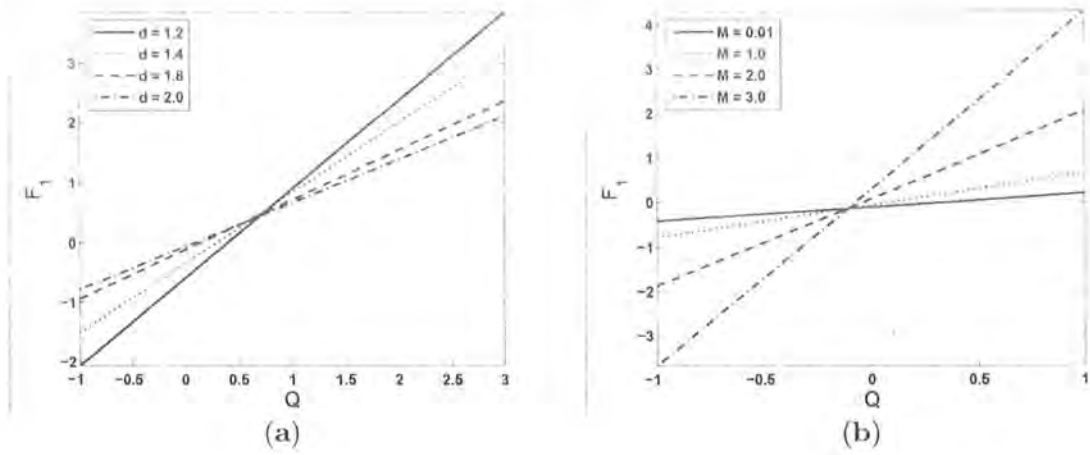 d = 1.2
d = 1.4
d = 1.8
d = 2.0
3
2
1
0
−1
−2
F1
−1 −0.5 0 0.5 1 1.5 2 2.5 3
Q
(a)
M = 0.01
M = 1.0
M = 2.0
M = 3.0
4
3
2
1
0
−1
−2
−3
F1
−1 −0.5 0 0.5 1
Q
(b)